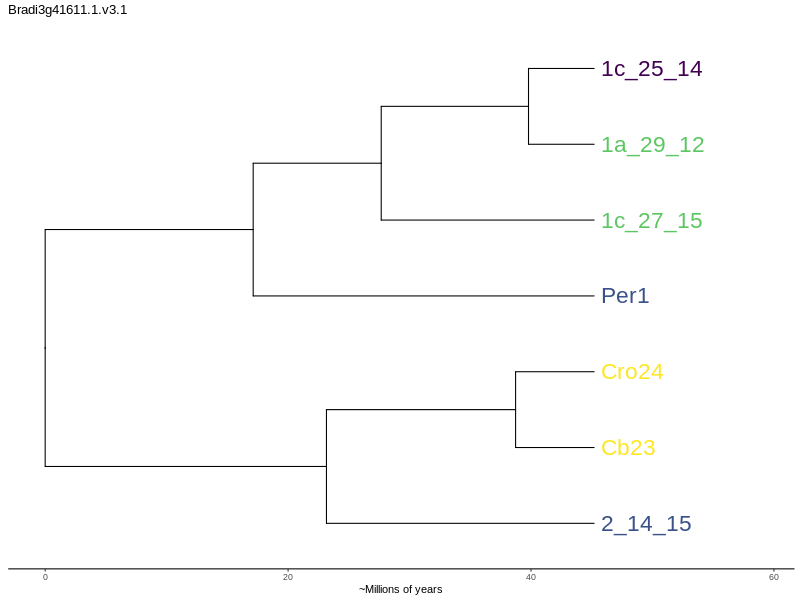 Bradi3g41611.1.v3.1
1c_25_14
1a_29_12
1c_27_15
Per1
Cro24
Cb23
2_14_15
0 20 40 60
~Millions of years